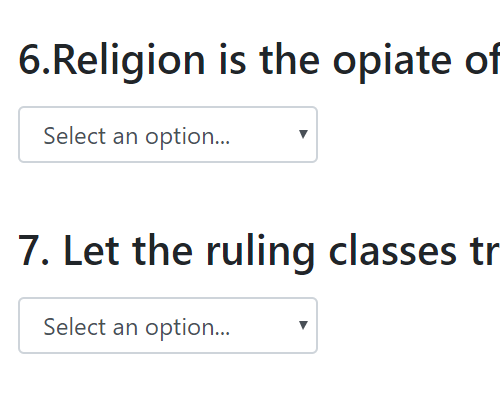 6.Religion is the opiate of
Select an option...
7. Let the ruling classes tr
Select an option...